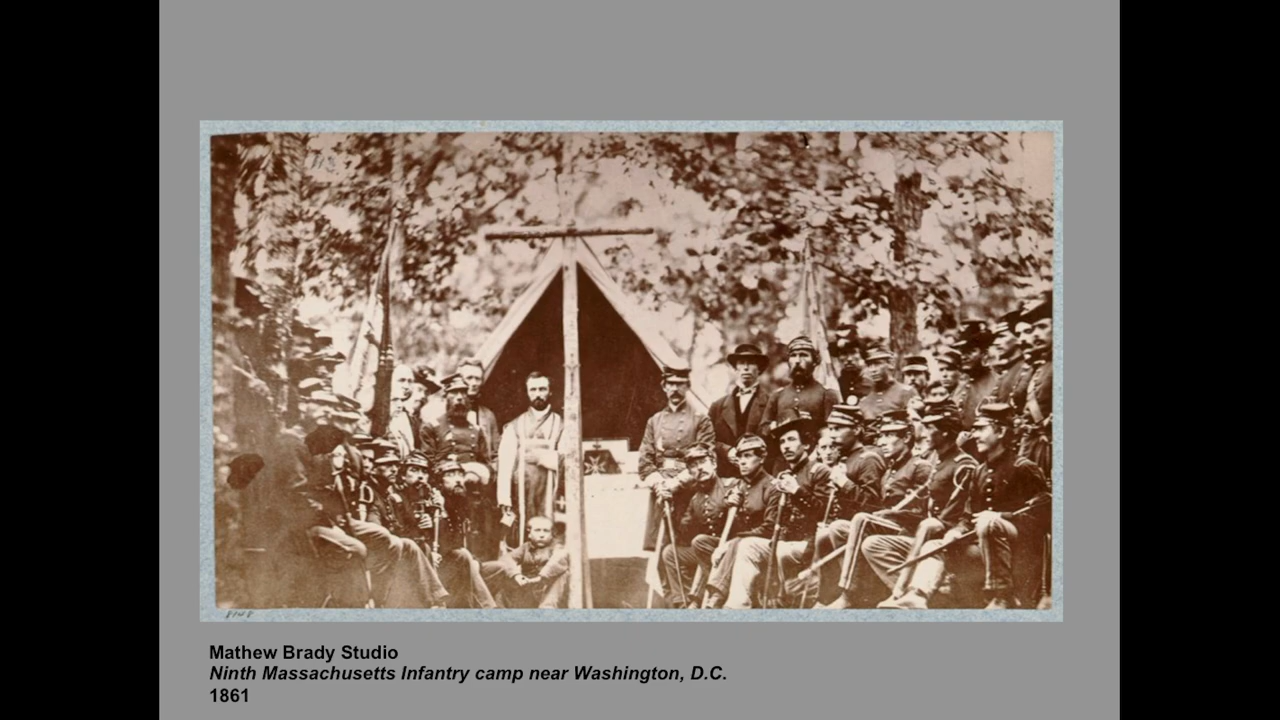 Mathew Brady Studio
Ninth Massachusetts Infantry camp near Washington, D.C.
1861